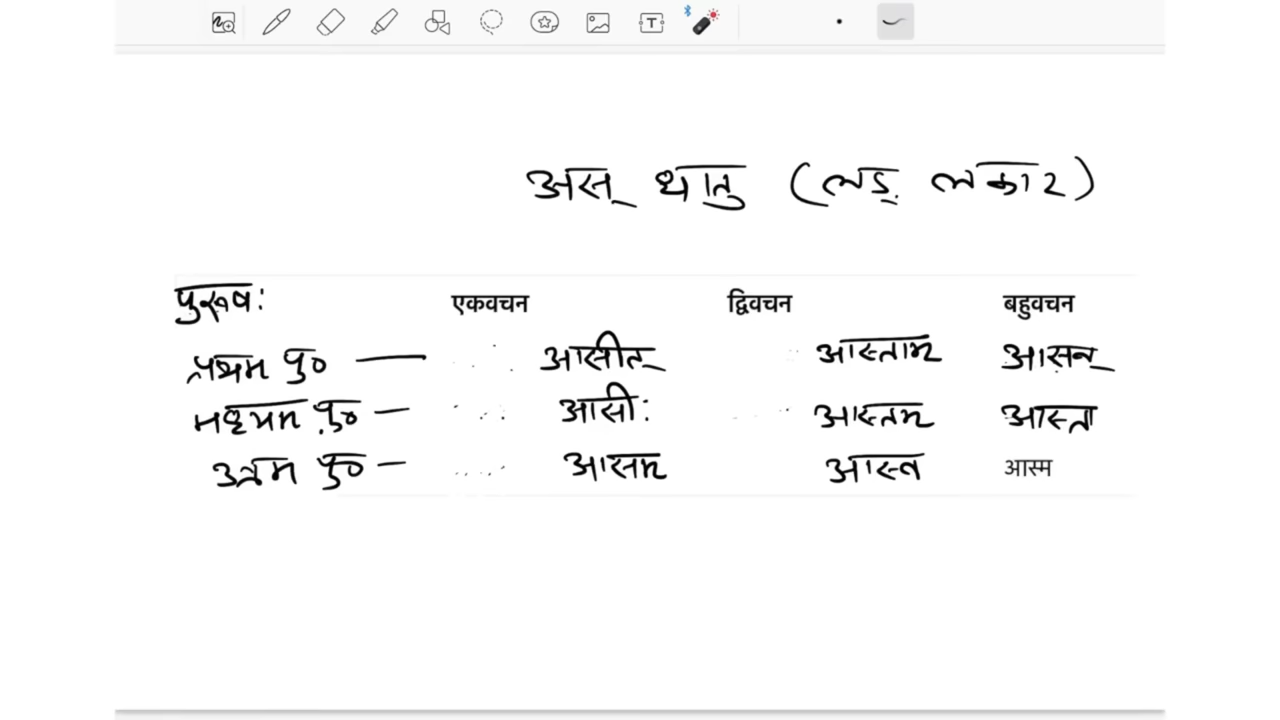 अस् धातु (लङ् लकार)
पुरूषः एकवचन द्विवचन बहुवचन
प्रथम पु० — आसीत् आस्ताम आसन्
मध्यम पु० — आसीः आस्तम आस्ता
उत्रम पु० — आसम आस्व आस्म